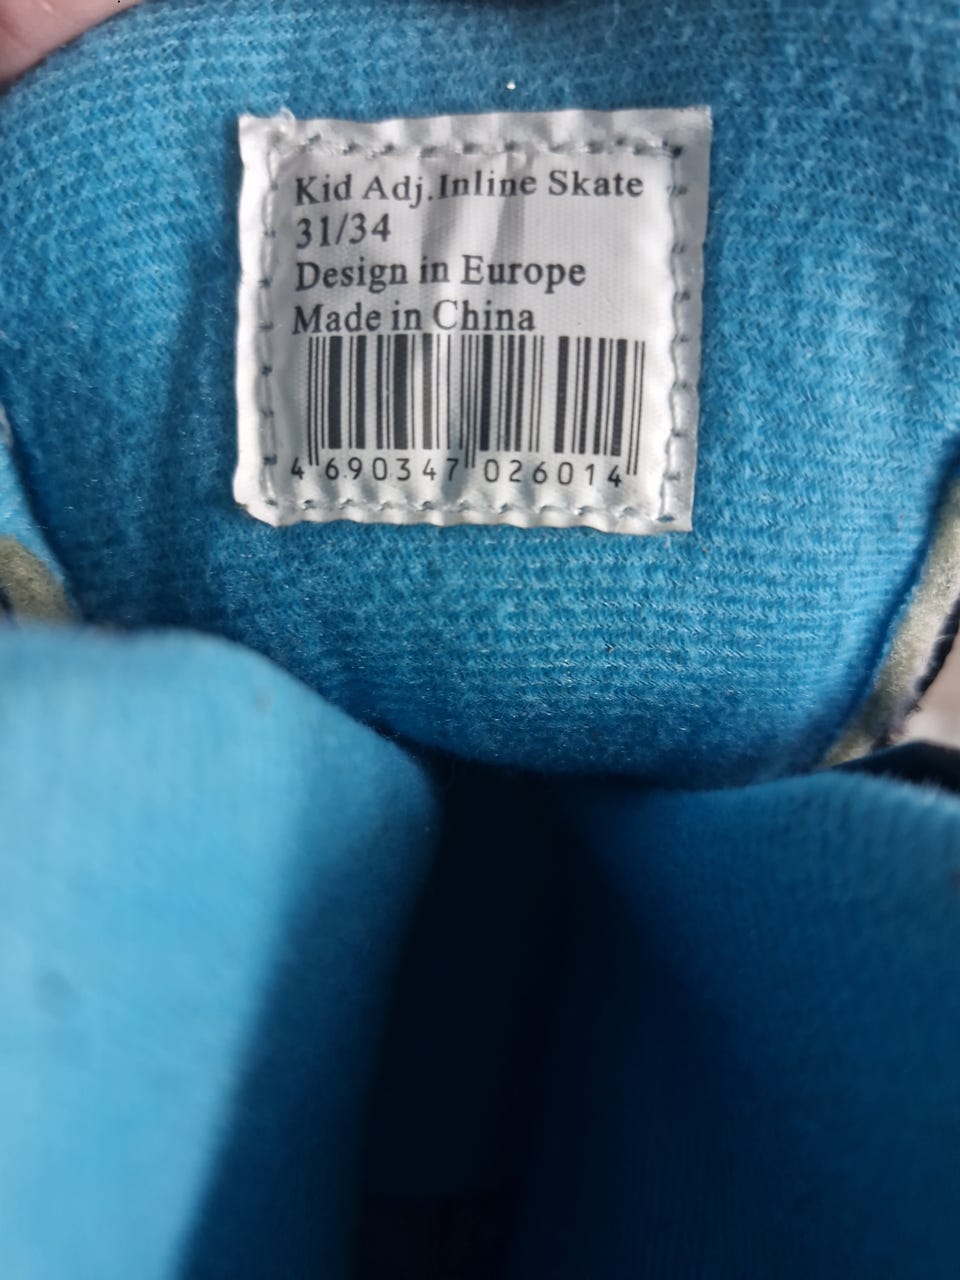 Kid Adj.Inline Skate
31/34
Design in Europe
Made in China
4 690347 026014